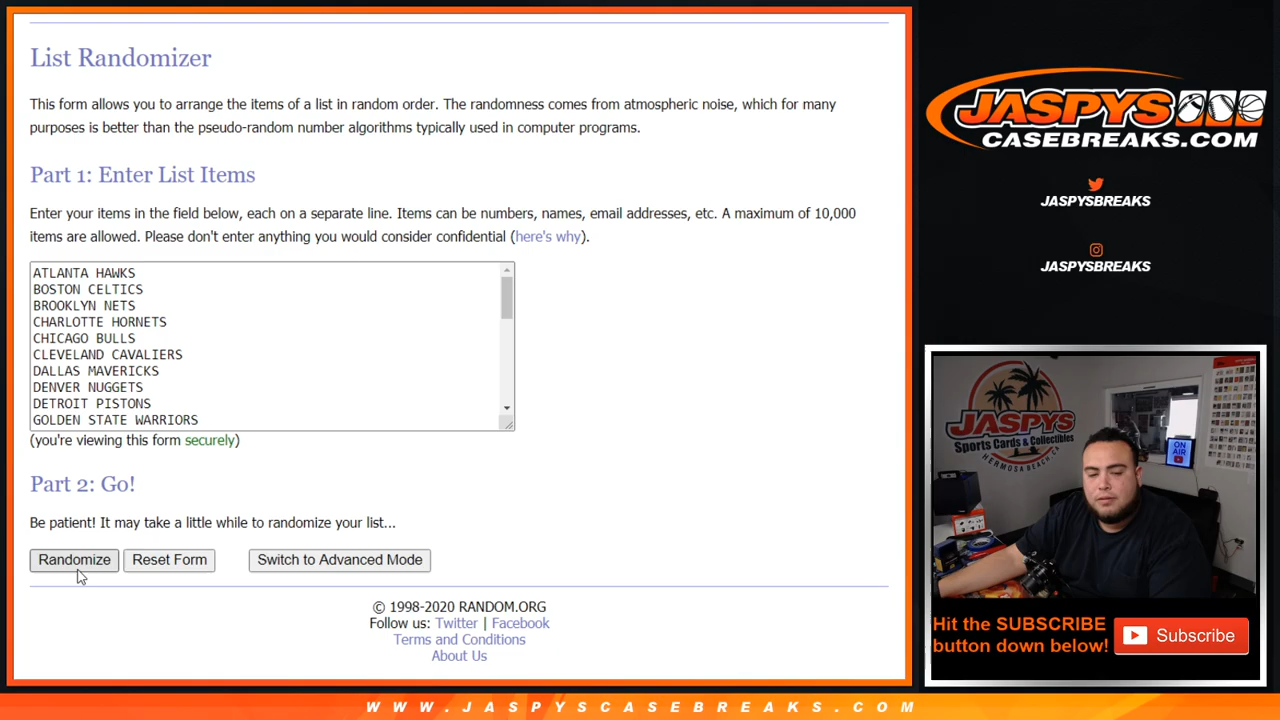 List Randomizer
This form allows you to arrange the items of a list in random order. The randomness comes from atmospheric noise, which for many
purposes is better than the pseudo-random number algorithms typically used in computer programs.
Part 1: Enter List Items
Enter your items in the field below, each on a separate line. Items can be numbers, names, email addresses, etc. A maximum of 10,000
items are allowed. Please don't enter anything you would consider confidential (here's why).
ATLANTA HAWKS
BOSTON CELTICS
BROOKLYN NETS
CHARLOTTE HORNETS
CHICAGO BULLS
CLEVELAND CAVALIERS
DALLAS MAVERICKS
DENVER NUGGETS
DETROIT PISTONS
GOLDEN STATE WARRIORS
(you're viewing this form securely)
Part 2: Go!
Be patient! It may take a little while to randomize your list...
Randomize Reset Form Switch to Advanced Mode
© 1998-2020 RANDOM.ORG
Follow us: Twitter | Facebook
Terms and Conditions
About Us
JASPYS
CASEBREAKS.COM
JASPYSBREAKS
JASPYSBREAKS
JASPYS
Sports Cards & Collectibles
HERMOSA BEACH, CA
ON AIR
Hit the SUBSCRIBE
button down below!
Subscribe
WWW.JASPYSCASEBREAKS.COM